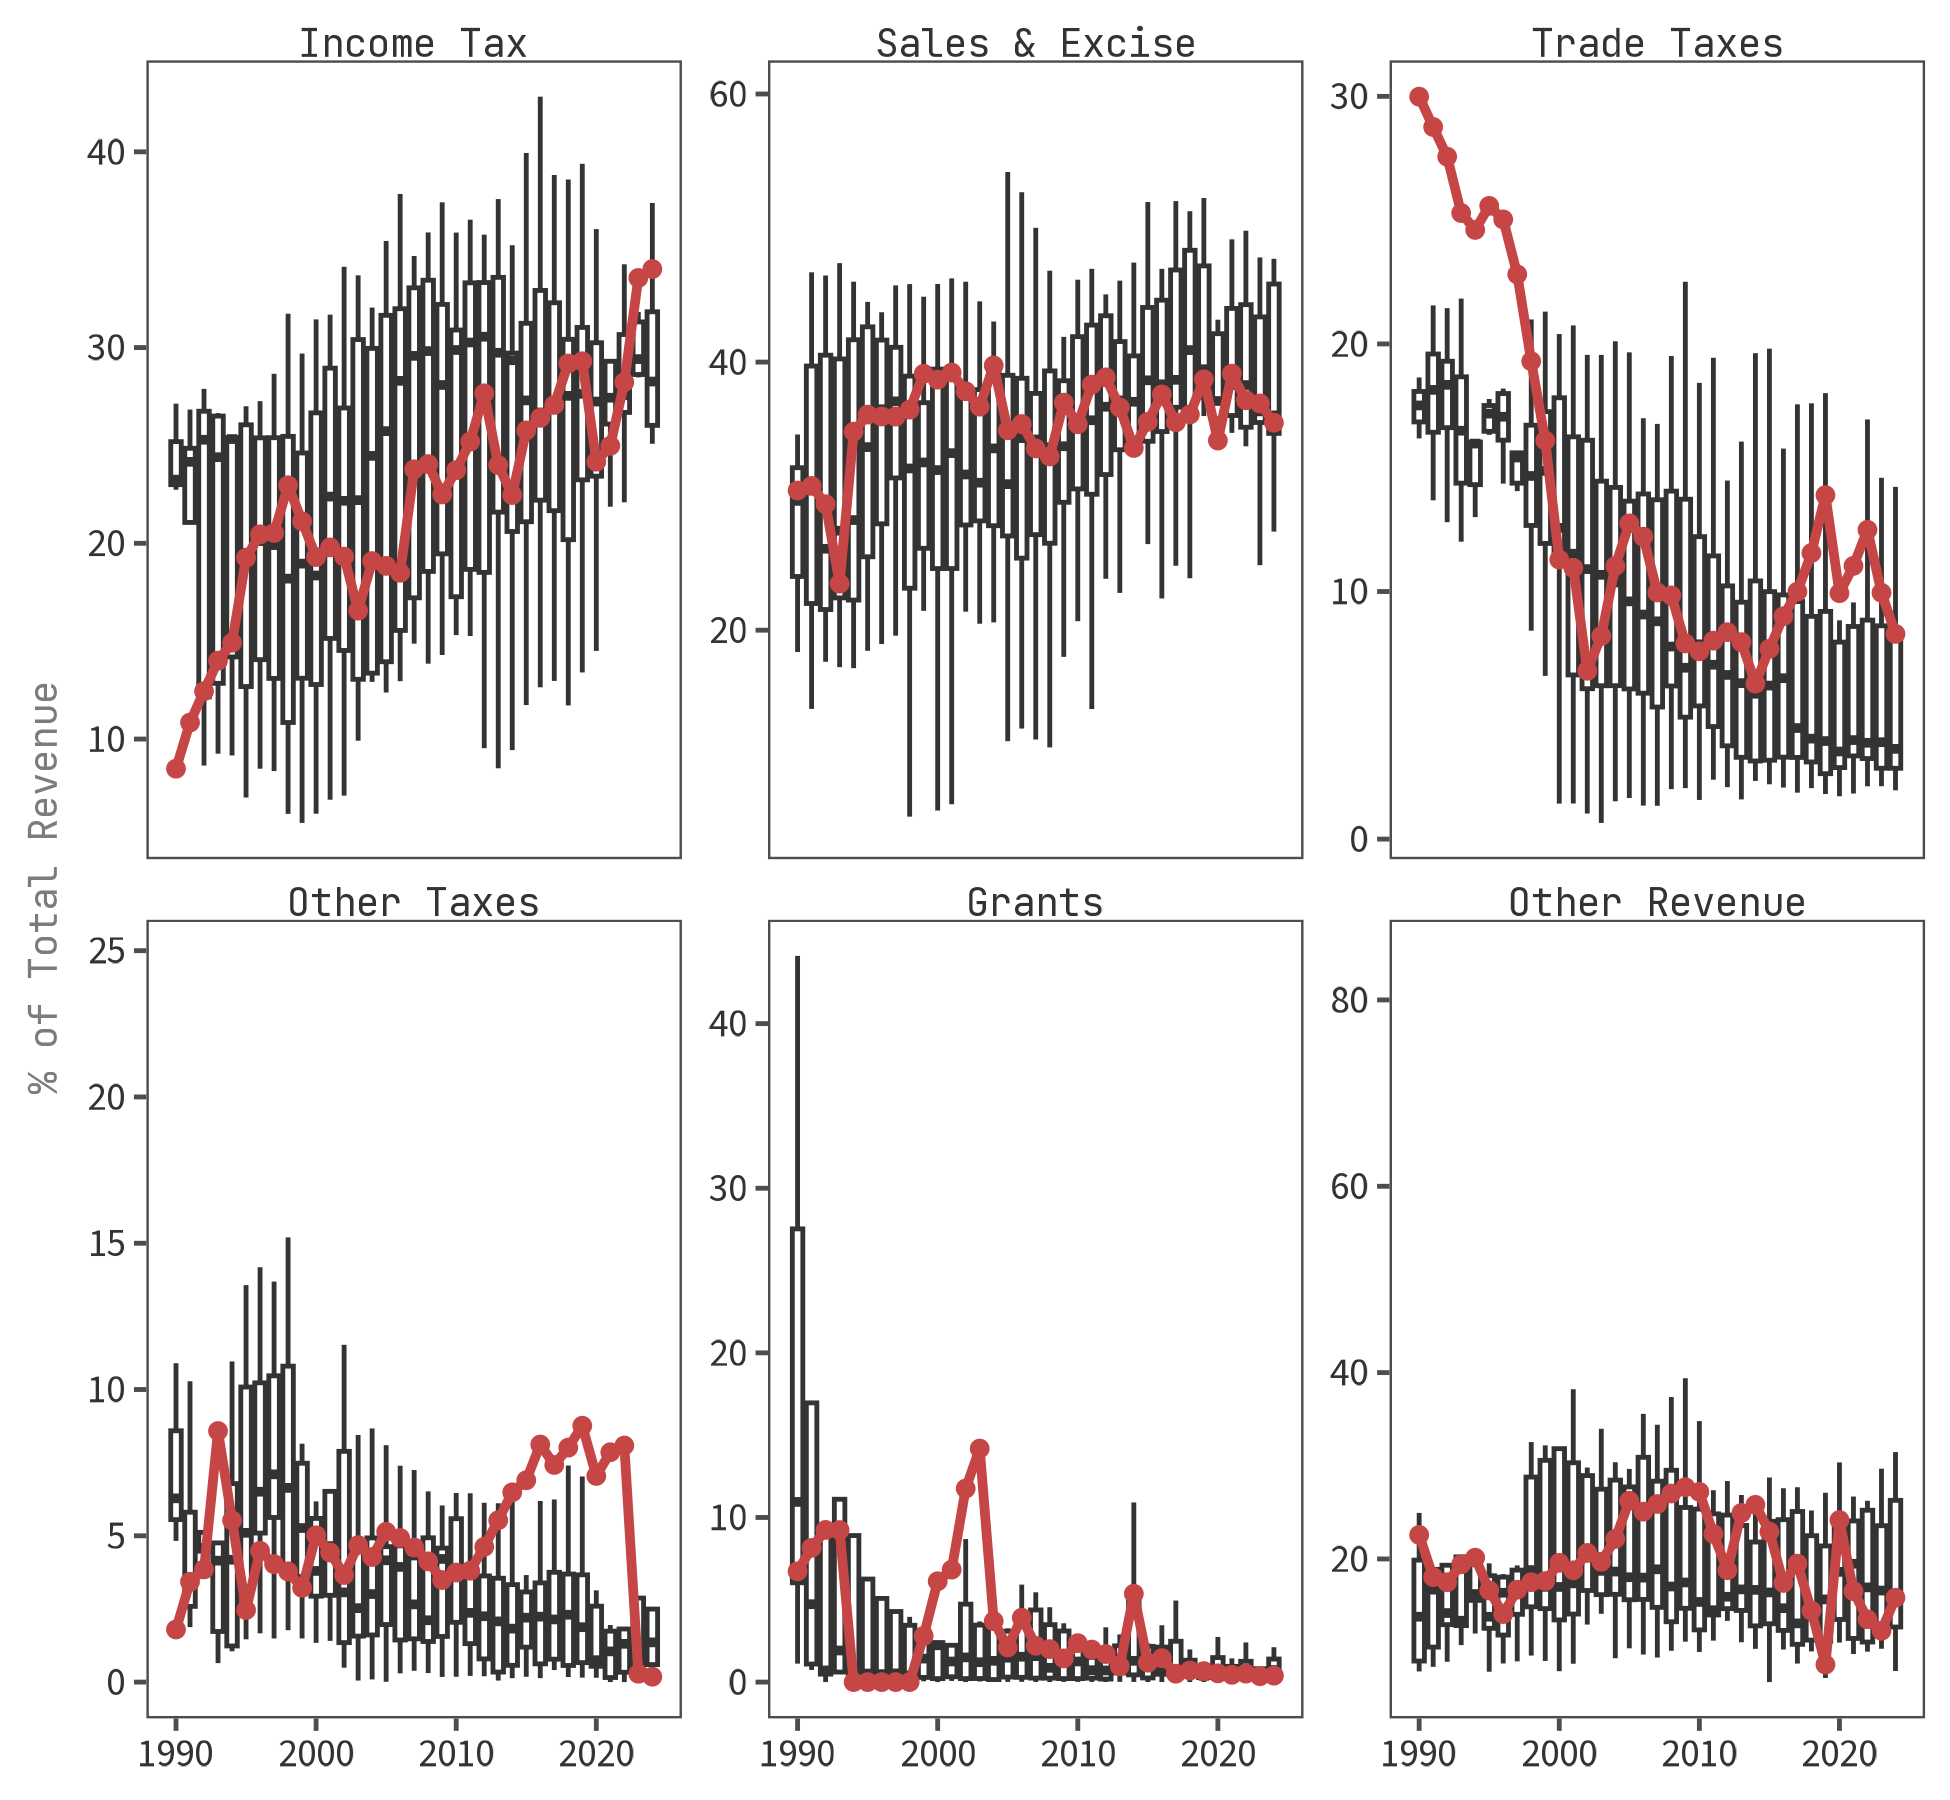 Income Tax
Sales & Excise
Trade Taxes
40
30
20
10
60
40
20
30
20
10
0
% of Total Revenue
Other Taxes
Grants
Other Revenue
25
20
15
10
5
0
40
30
20
10
0
80
60
40
20
1990 2000 2010 2020
1990 2000 2010 2020
1990 2000 2010 2020